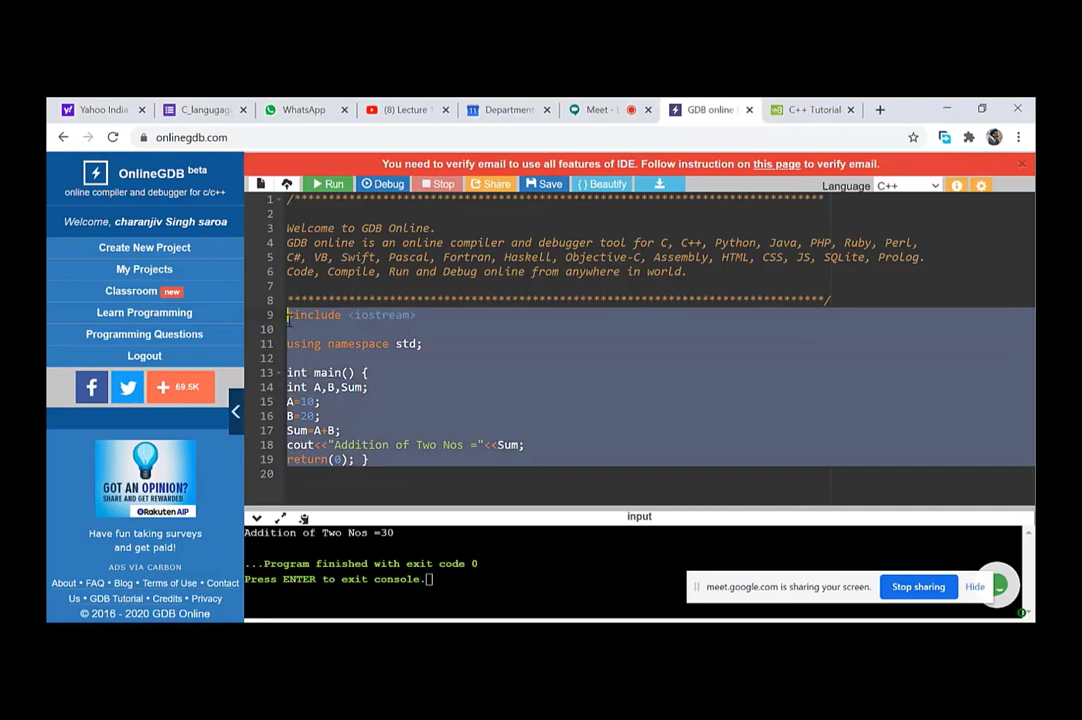 Yahoo India
C_langugag
WhatsApp
(8) Lecture
Department
Meet -
GDB online
C++ Tutorial
onlinegdb.com
OnlineGDB beta
online compiler and debugger for c/c++
Welcome, charanjiv Singh saroa
Create New Project
My Projects
Classroom new
Learn Programming
Programming Questions
Logout
69.5K
GOT AN OPINION?
SHARE AND GET REWARDED.
Rakuten AIP
Have fun taking surveys
and get paid!
ADS VIA CARBON
About • FAQ • Blog • Terms of Use • Contact
Us • GDB Tutorial • Credits • Privacy
© 2016 - 2020 GDB Online
You need to verify email to use all features of IDE. Follow instruction on this page to verify email.
Run Debug Stop Share Save { } Beautify
Language C++
1 /******************************************************************************
2
3 Welcome to GDB Online.
4 GDB online is an online compiler and debugger tool for C, C++, Python, Java, PHP, Ruby, Perl,
5 C#, VB, Swift, Pascal, Fortran, Haskell, Objective-C, Assembly, HTML, CSS, JS, SQLite, Prolog.
6 Code, Compile, Run and Debug online from anywhere in world.
7
8 *******************************************************************************/
9 #include <iostream>
10
11 using namespace std;
12
13 int main() {
14 int A,B,Sum;
15 A=10;
16 B=20;
17 Sum=A+B;
18 cout<<"Addition of Two Nos ="<<Sum;
19 return(0); }
20
input
Addition of Two Nos =30
...Program finished with exit code 0
Press ENTER to exit console.
meet.google.com is sharing your screen.
Stop sharing
Hide